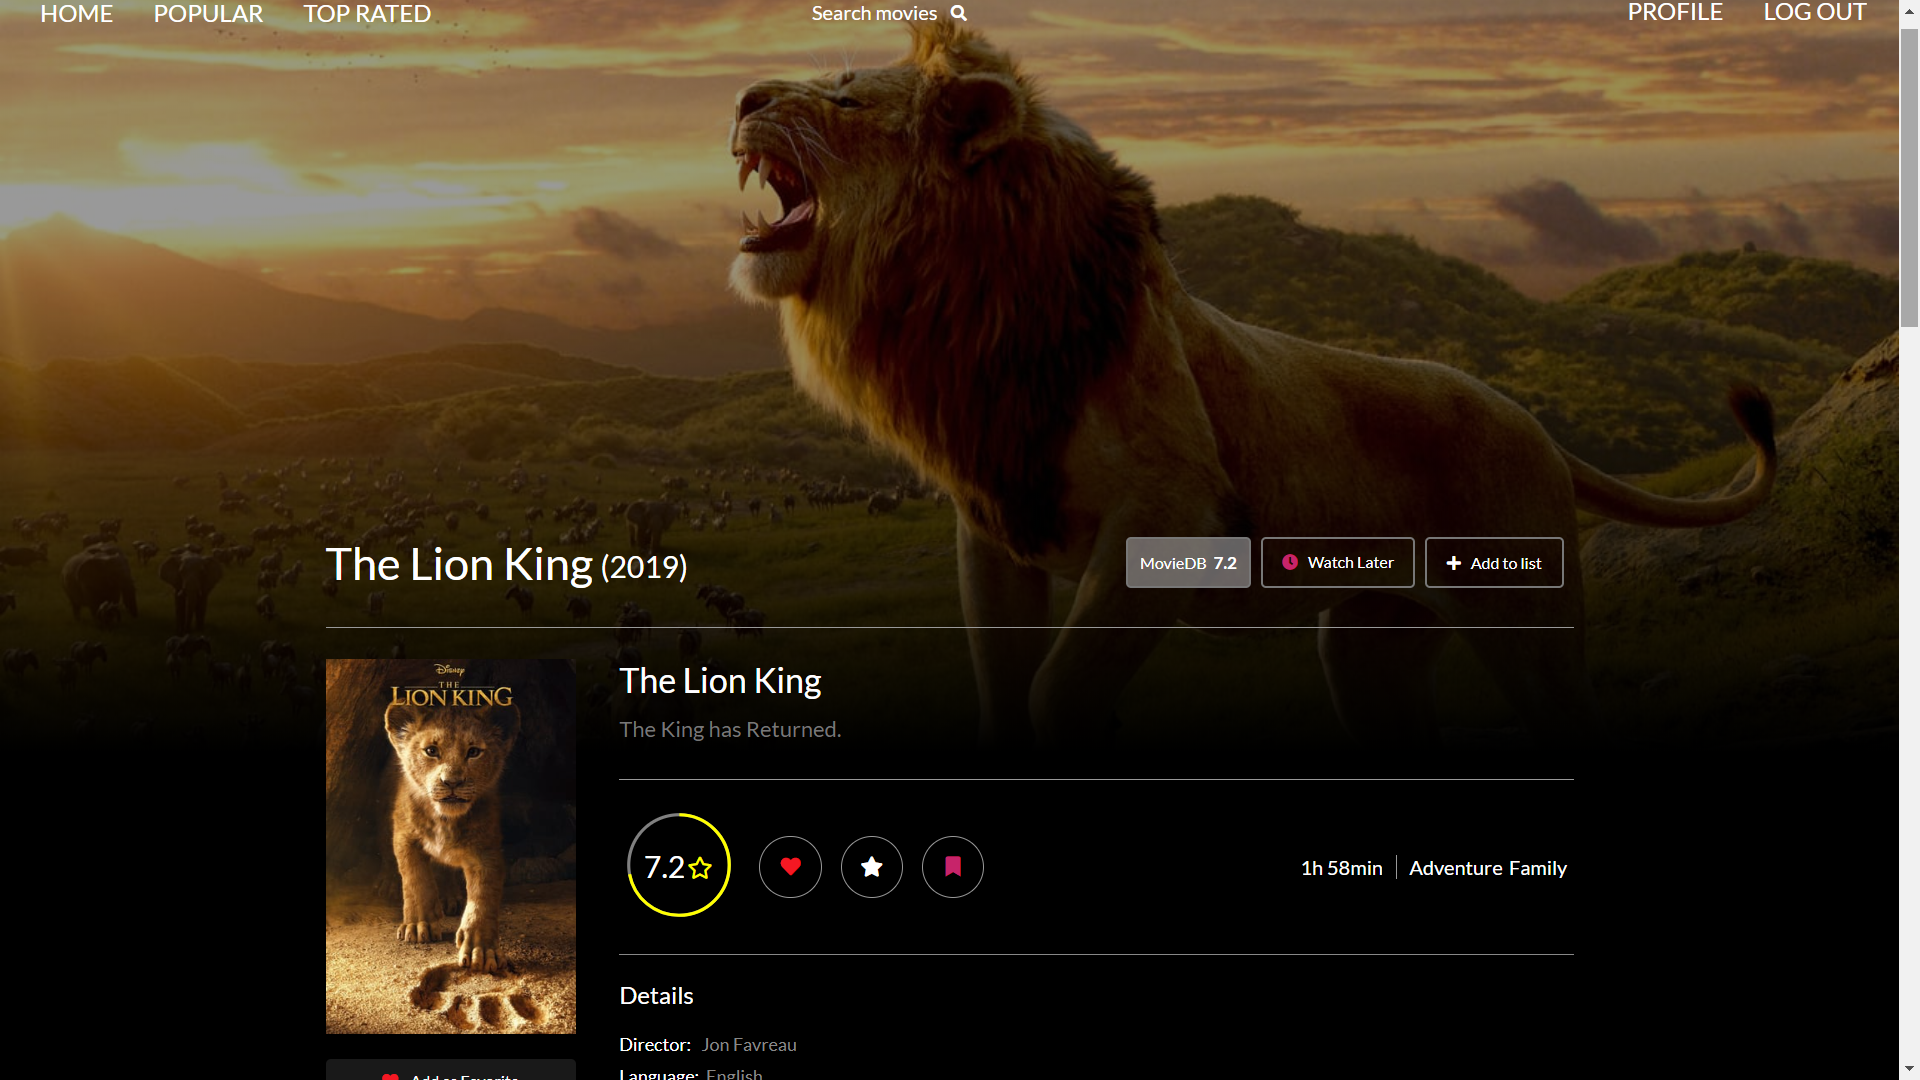 HOME POPULAR TOP RATED Search movies PROFILE LOG OUT
The Lion King (2019) MovieDB 7.2 Watch Later Add to list
Disney
THE
LION KING
The Lion King
The King has Returned.
7.2 1h 58min Adventure Family
Details
Director: Jon Favreau
Language: English
Add as Favorite